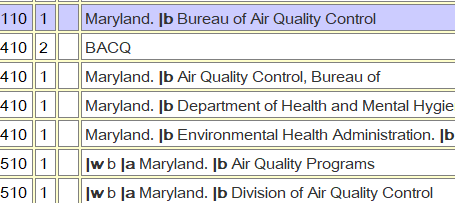 110 1 Maryland. |b Bureau of Air Quality Control
410 2 BACQ
410 1 Maryland. |b Air Quality Control, Bureau of
410 1 Maryland. |b Department of Health and Mental Hygie
410 1 Maryland. |b Environmental Health Administration. |b
510 1 |w b |a Maryland. |b Air Quality Programs
510 1 |w b |a Maryland. |b Division of Air Quality Control